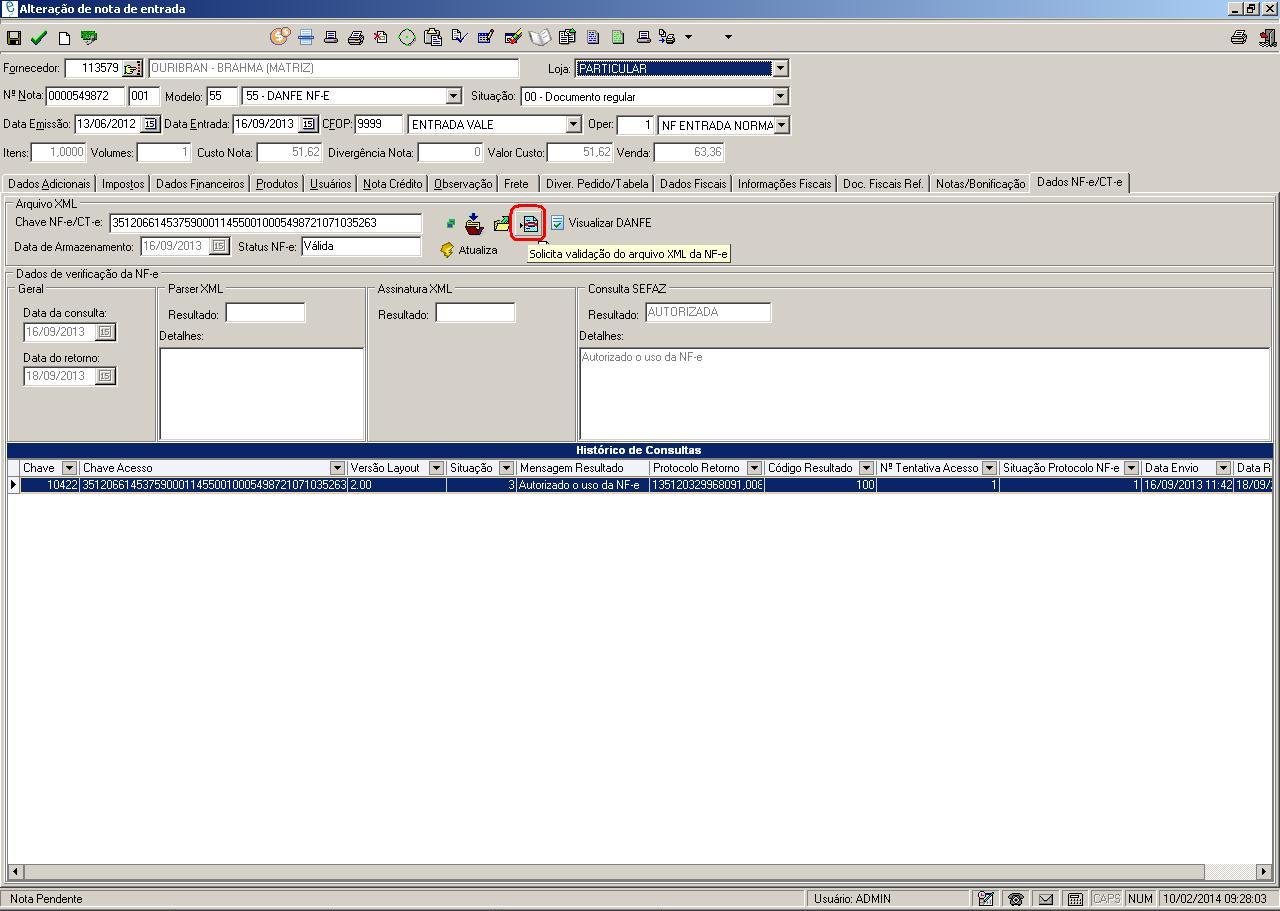 Alteração de nota de entrada
Fornecedor: 113579 OURIBRAN - BRAHMA (MATRIZ) Loja: PARTICULAR
Nº Nota: 0000549872 001 Modelo: 55 55 - DANFE NF-E Situação: 00 - Documento regular
Data Emissão: 13/06/2012 15 Data Entrada: 16/09/2013 15 CFOP: 9999 ENTRADA VALE Oper: 1 NF ENTRADA NORMA
Itens: 1,0000 Volumes: 1 Custo Nota: 51,62 Divergência Nota: 0 Valor Custo: 51,62 Venda: 63,36
Dados Adicionais Impostos Dados Financeiros Produtos Usuários Nota Crédito Observação Frete Diver. Pedido/Tabela Dados Fiscais Informações Fiscais Doc. Fiscais Ref. Notas/Bonificação Dados NF-e/CT-e
Arquivo XML
Chave NF-e/CT-e: 35120661453759000114550010005498721071035263 Visualizar DANFE
Data de Armazenamento: 16/09/2013 15 Status NF-e: Válida Atualiza Solicita validação do arquivo XML da NF-e
Dados de verificação da NF-e
Geral Parser XML Assinatura XML Consulta SEFAZ
Data da consulta: Resultado: Resultado: Resultado: AUTORIZADA
16/09/2013 15 Detalhes: Detalhes:
Data do retorno: Autorizado o uso da NF-e
18/09/2013 15
Histórico de Consultas
Chave Chave Acesso Versão Layout Situação Mensagem Resultado Protocolo Retorno Código Resultado Nº Tentativa Acesso Situação Protocolo NF-e Data Envio Data R
10422 35120661453759000114550010005498721071035263 2.00 3 Autorizado o uso da NF-e 135120329968091,008 100 1 1 16/09/2013 11:42 18/09/2
Nota Pendente Usuário: ADMIN CAPS NUM 10/02/2014 09:28:03